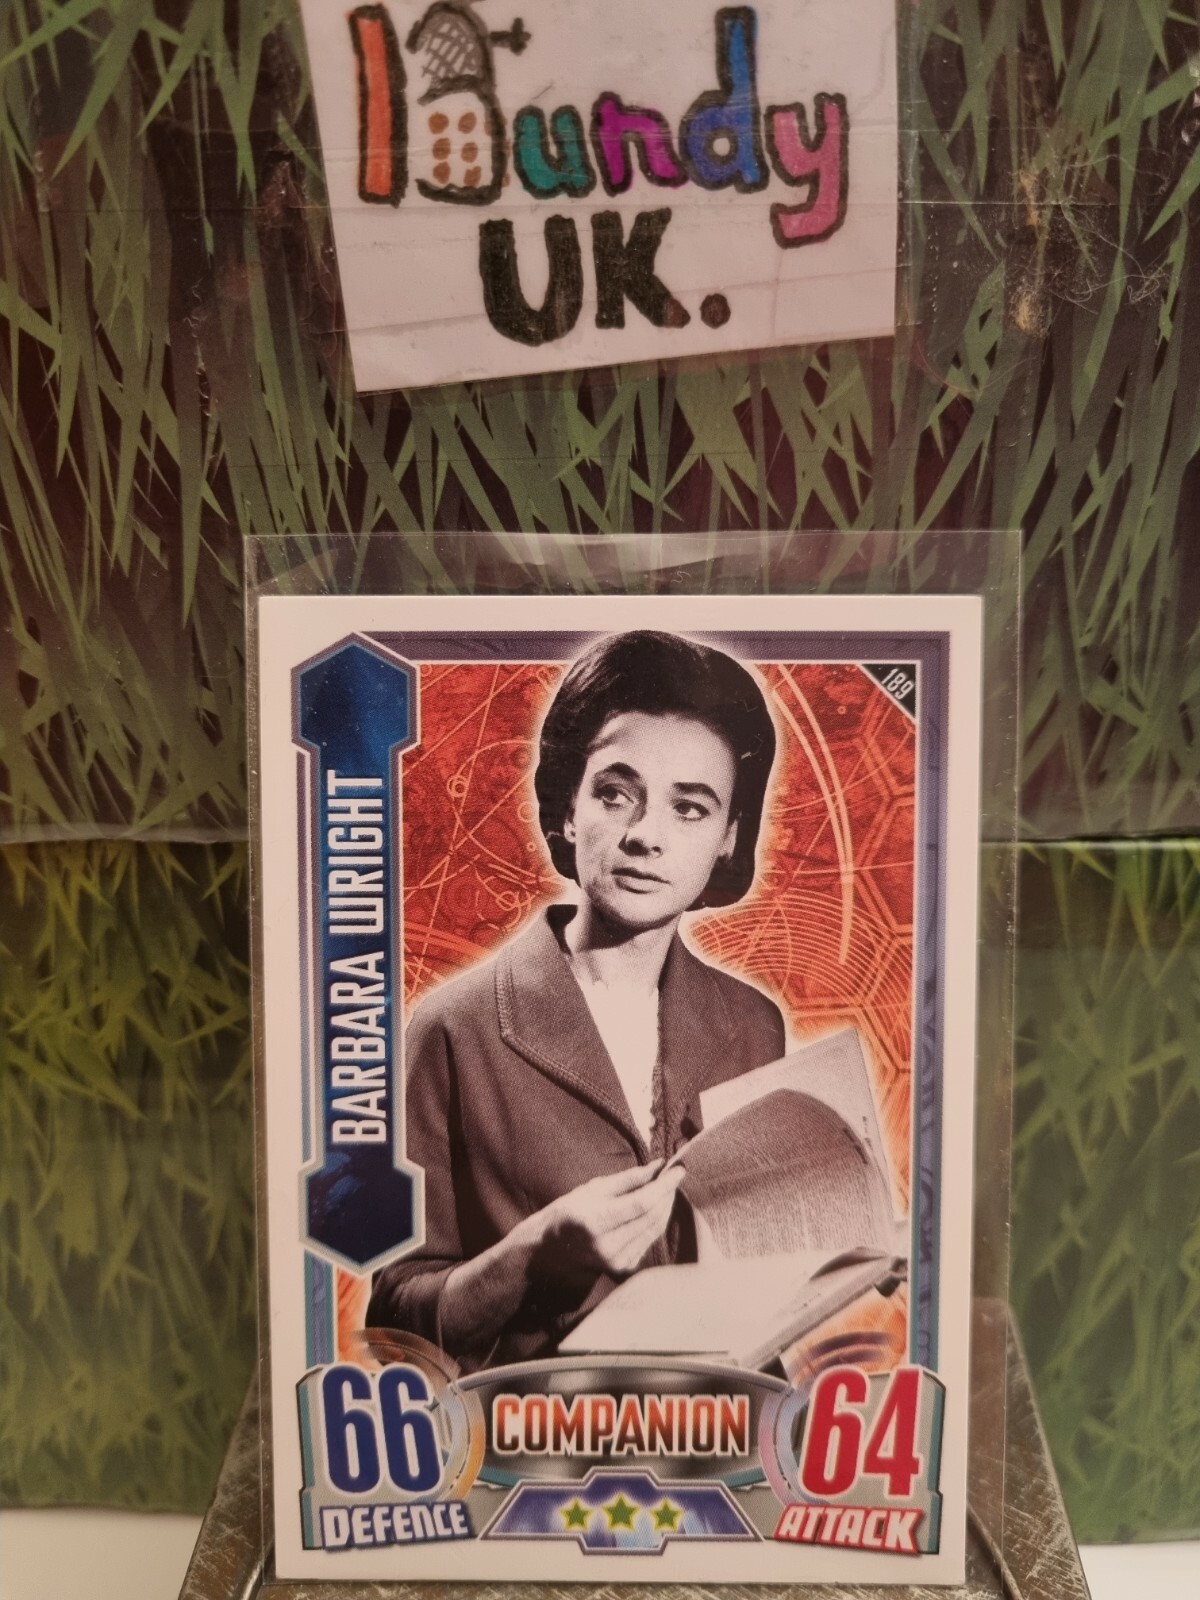 Bundy
UK.
189
BARBARA WRIGHT
66
COMPANION
64
DEFENCE
ATTACK